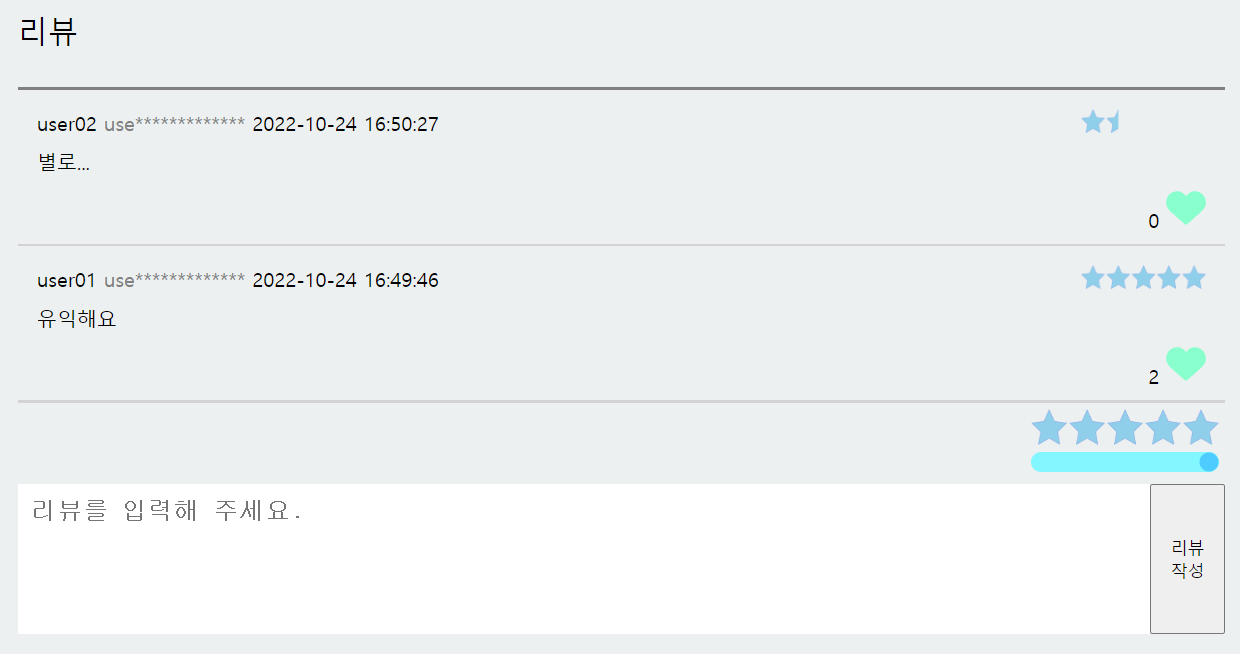 리뷰
user02 use************* 2022-10-24 16:50:27
별로...
0
user01 use************* 2022-10-24 16:49:46
유익해요
2
리뷰를 입력해 주세요.
리뷰
작성